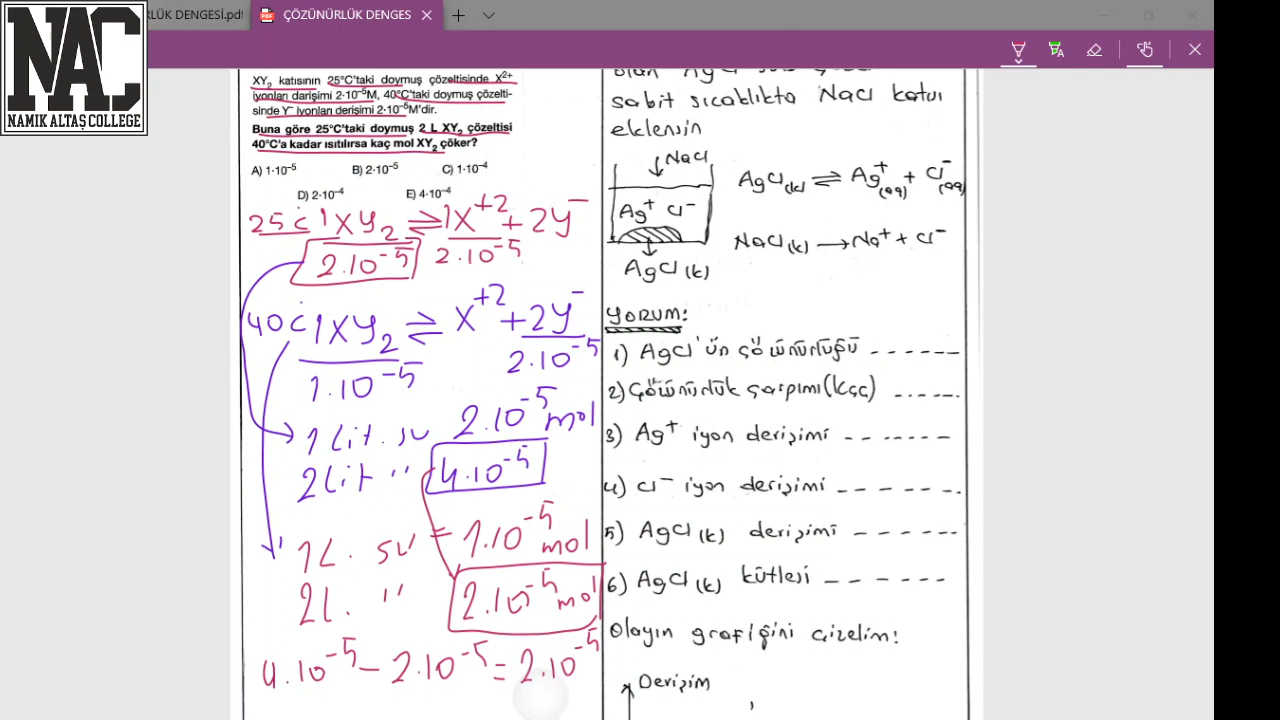 RLÜK DENGESİ.pdf
ÇÖZÜNÜRLÜK DENGES
NAC
NAMIK ALTAŞ COLLEGE
XY₂ katısının 25°C'taki doymuş çözeltisinde X²⁺
iyonları darişimi 2·10⁻⁵M, 40°C'taki doymuş çözelti-
sinde Y⁻ iyonları derişimi 2·10⁻⁵M'dir.
Buna göre 25°C'taki doymuş 2 L XY₂ çözeltisi
40°C'a kadar ısıtılırsa kaç mol XY₂ çöker?
A) 1·10⁻⁵ B) 2·10⁻⁵ C) 1·10⁻⁴
D) 2·10⁻⁴ E) 4·10⁻⁴
25 c 1XY₂ ⇌ 1X⁺² + 2Y⁻
2.10⁻⁵ 2.10⁻⁵
40c 1XY₂ ⇌ X⁺² + 2Y⁻
1.10⁻⁵ 2.10⁻⁵
1 Lit. su 2.10⁻⁵ mol
2 Lit " 4.10⁻⁵
1L. su = 1.10⁻⁵ mol
2L. " 2.10⁻⁵ mol
4.10⁻⁵ - 2.10⁻⁵ = 2.10⁻⁵
olan AgCl
sabit sıcaklıkta NaCl katısı
eklensin
NaCl
Ag⁺ Cl⁻
AgCl(k)
AgCl(k) ⇌ Ag⁺(aq) + Cl⁻(aq)
NaCl(k) → Na⁺ + Cl⁻
YORUM:
1) AgCl'ün çözünürlüğü -------
2) Çözünürlük çarpımı (Kçç) ------
3) Ag⁺ iyon derişimi -------
4) Cl⁻ iyon derişimi -------
5) AgCl(k) derişimi -------
6) AgCl(k) kütlesi ------
Olayın grafiğini çizelim:
Derişim